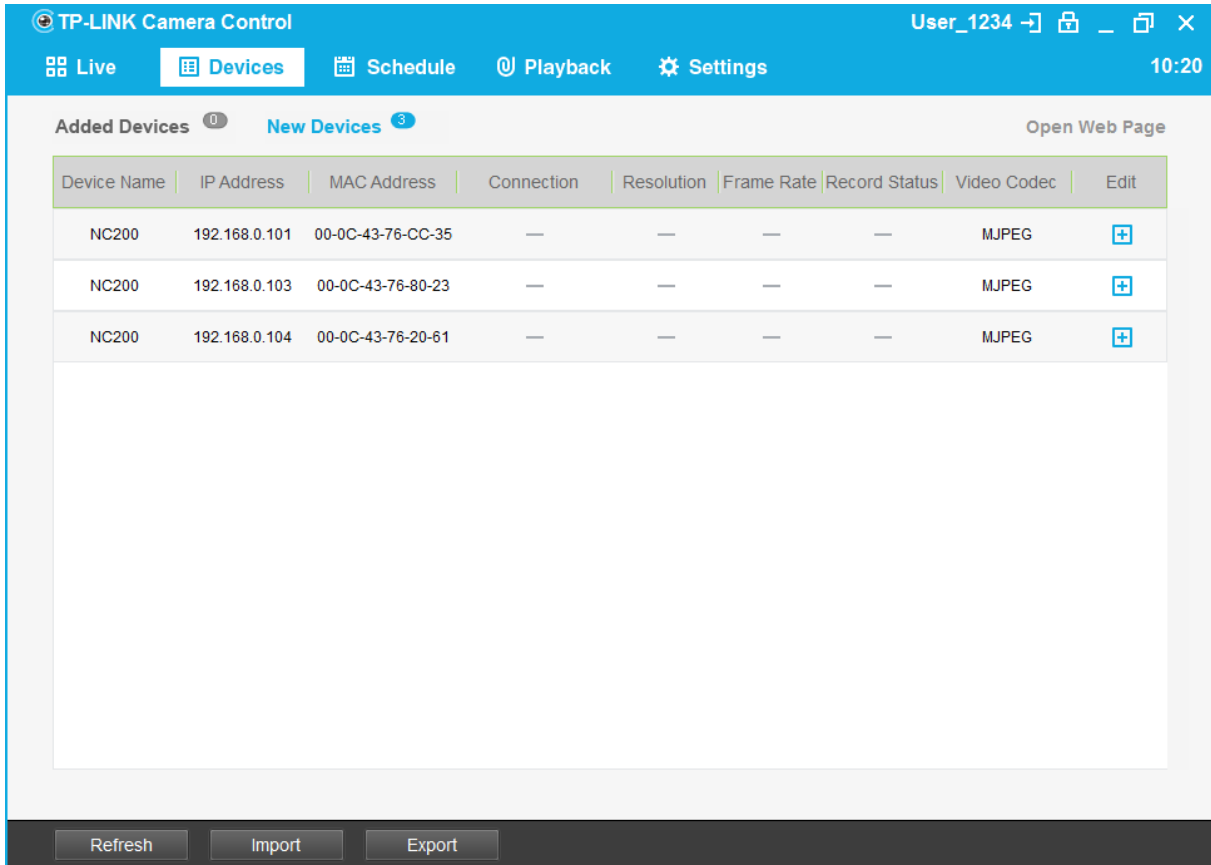 TP-LINK Camera Control User_1234
Live Devices Schedule Playback Settings 10:20
Added Devices 0 New Devices 3 Open Web Page
Device Name IP Address MAC Address Connection Resolution Frame Rate Record Status Video Codec Edit
NC200 192.168.0.101 00-0C-43-76-CC-35 — — — — MJPEG
NC200 192.168.0.103 00-0C-43-76-80-23 — — — — MJPEG
NC200 192.168.0.104 00-0C-43-76-20-61 — — — — MJPEG
Refresh Import Export